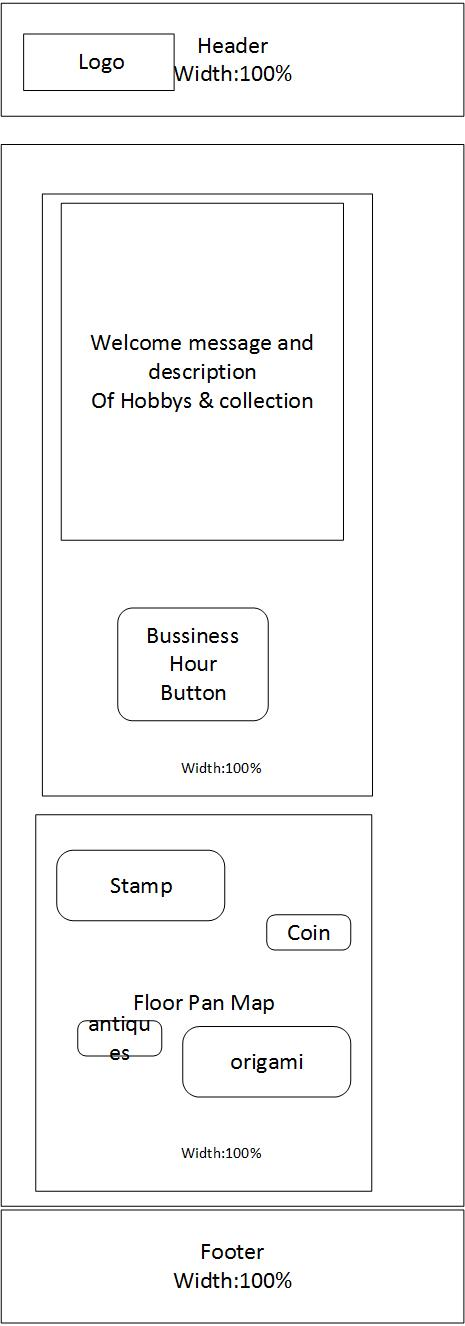 Logo
Header
Width:100%
Welcome message and
description
Of Hobbys & collection
Bussiness
Hour
Button
Width:100%
Stamp
Coin
Floor Pan Map
antiqu
es
origami
Width:100%
Footer
Width:100%